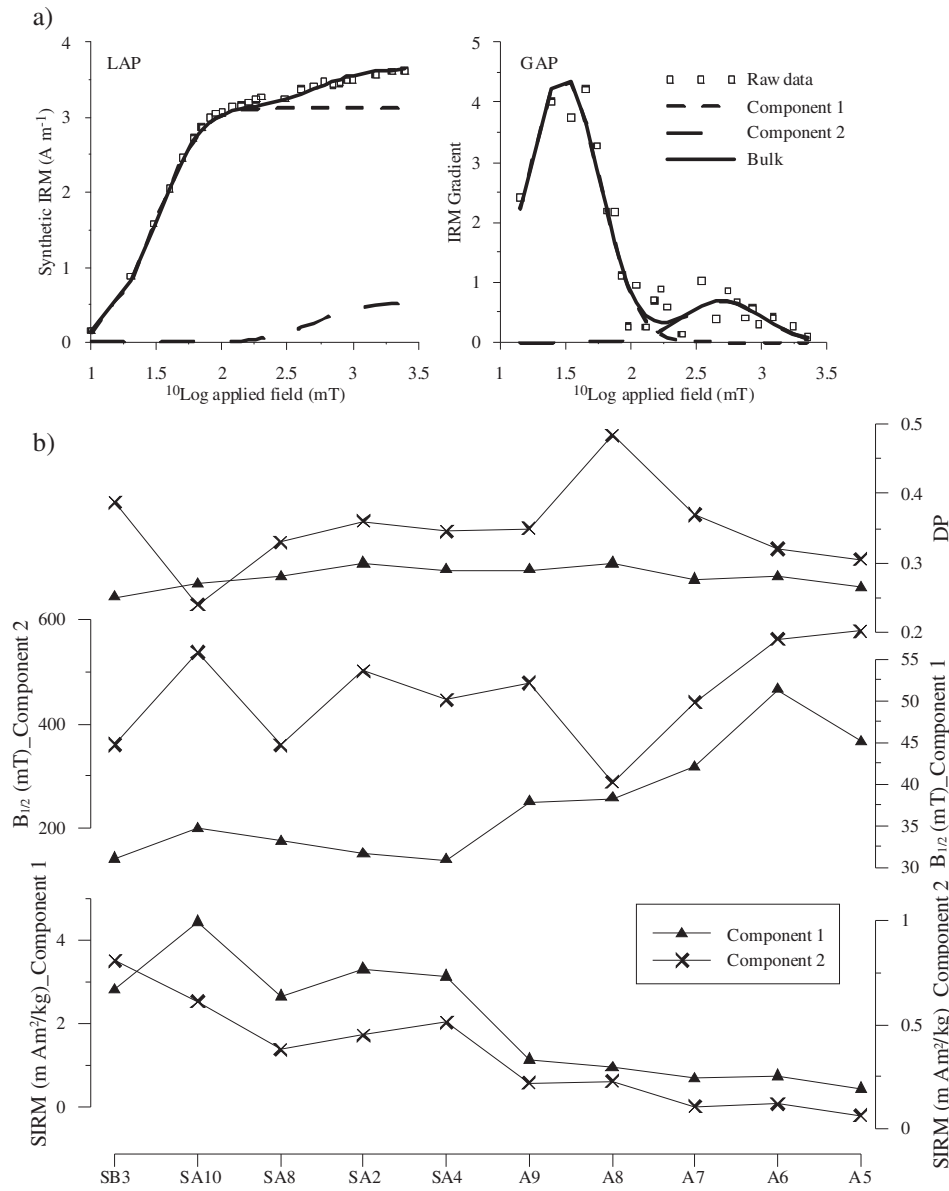 a)
LAP
Synthetic IRM (A m⁻¹)
4
3
2
1
0
1 1.5 2 2.5 3 3.5
¹⁰Log applied field (mT)
GAP
IRM Gradient
5
4
3
2
1
0
1 1.5 2 2.5 3 3.5
¹⁰Log applied field (mT)
Raw data
Component 1
Component 2
Bulk
b)
0.5
0.4
0.3
0.2
DP
600
400
200
B1/2 (mT)_Component 2
55
50
45
40
35
30
B1/2 (mT)_Component 1
4
2
0
SIRM (m Am²/kg)_Component 1
1
0.5
0
SIRM (m Am²/kg)_Component 2
Component 1
Component 2
SB3 SA10 SA8 SA2 SA4 A9 A8 A7 A6 A5